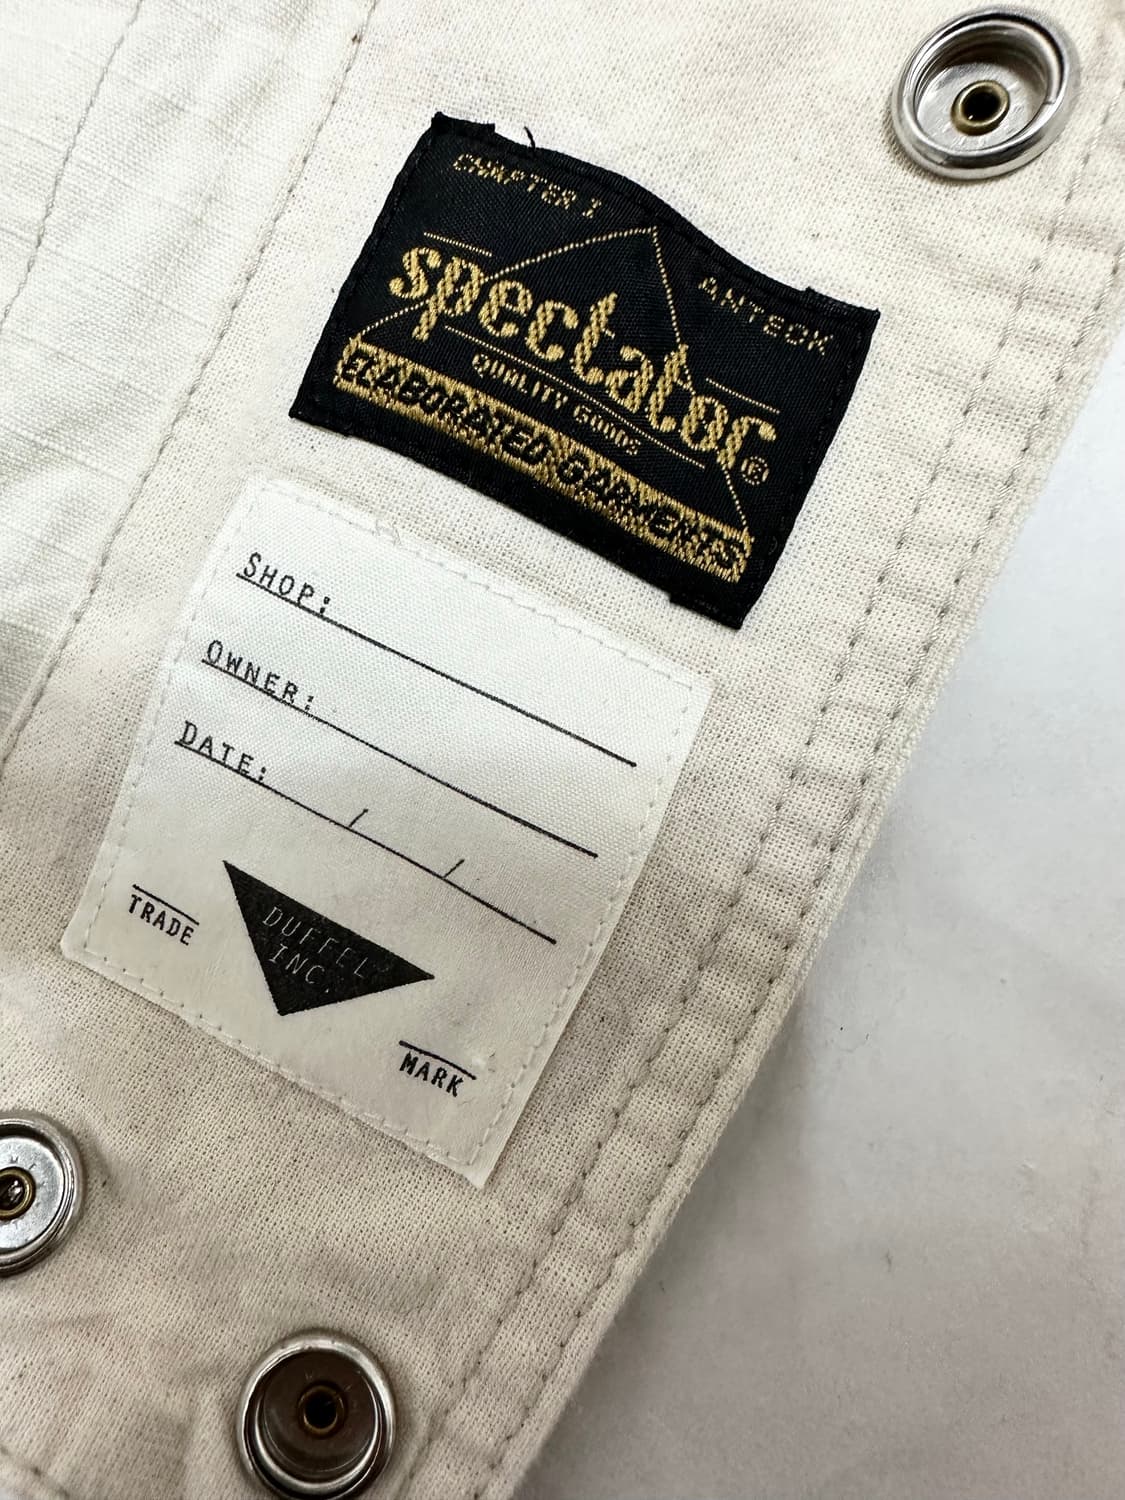 CHAPTER I
ANTECK
spectator®
QUALITY GOODS
ELABORATED GARMENTS
SHOP:
OWNER:
DATE: / /
TRADE
DUFFEL
INC.
MARK